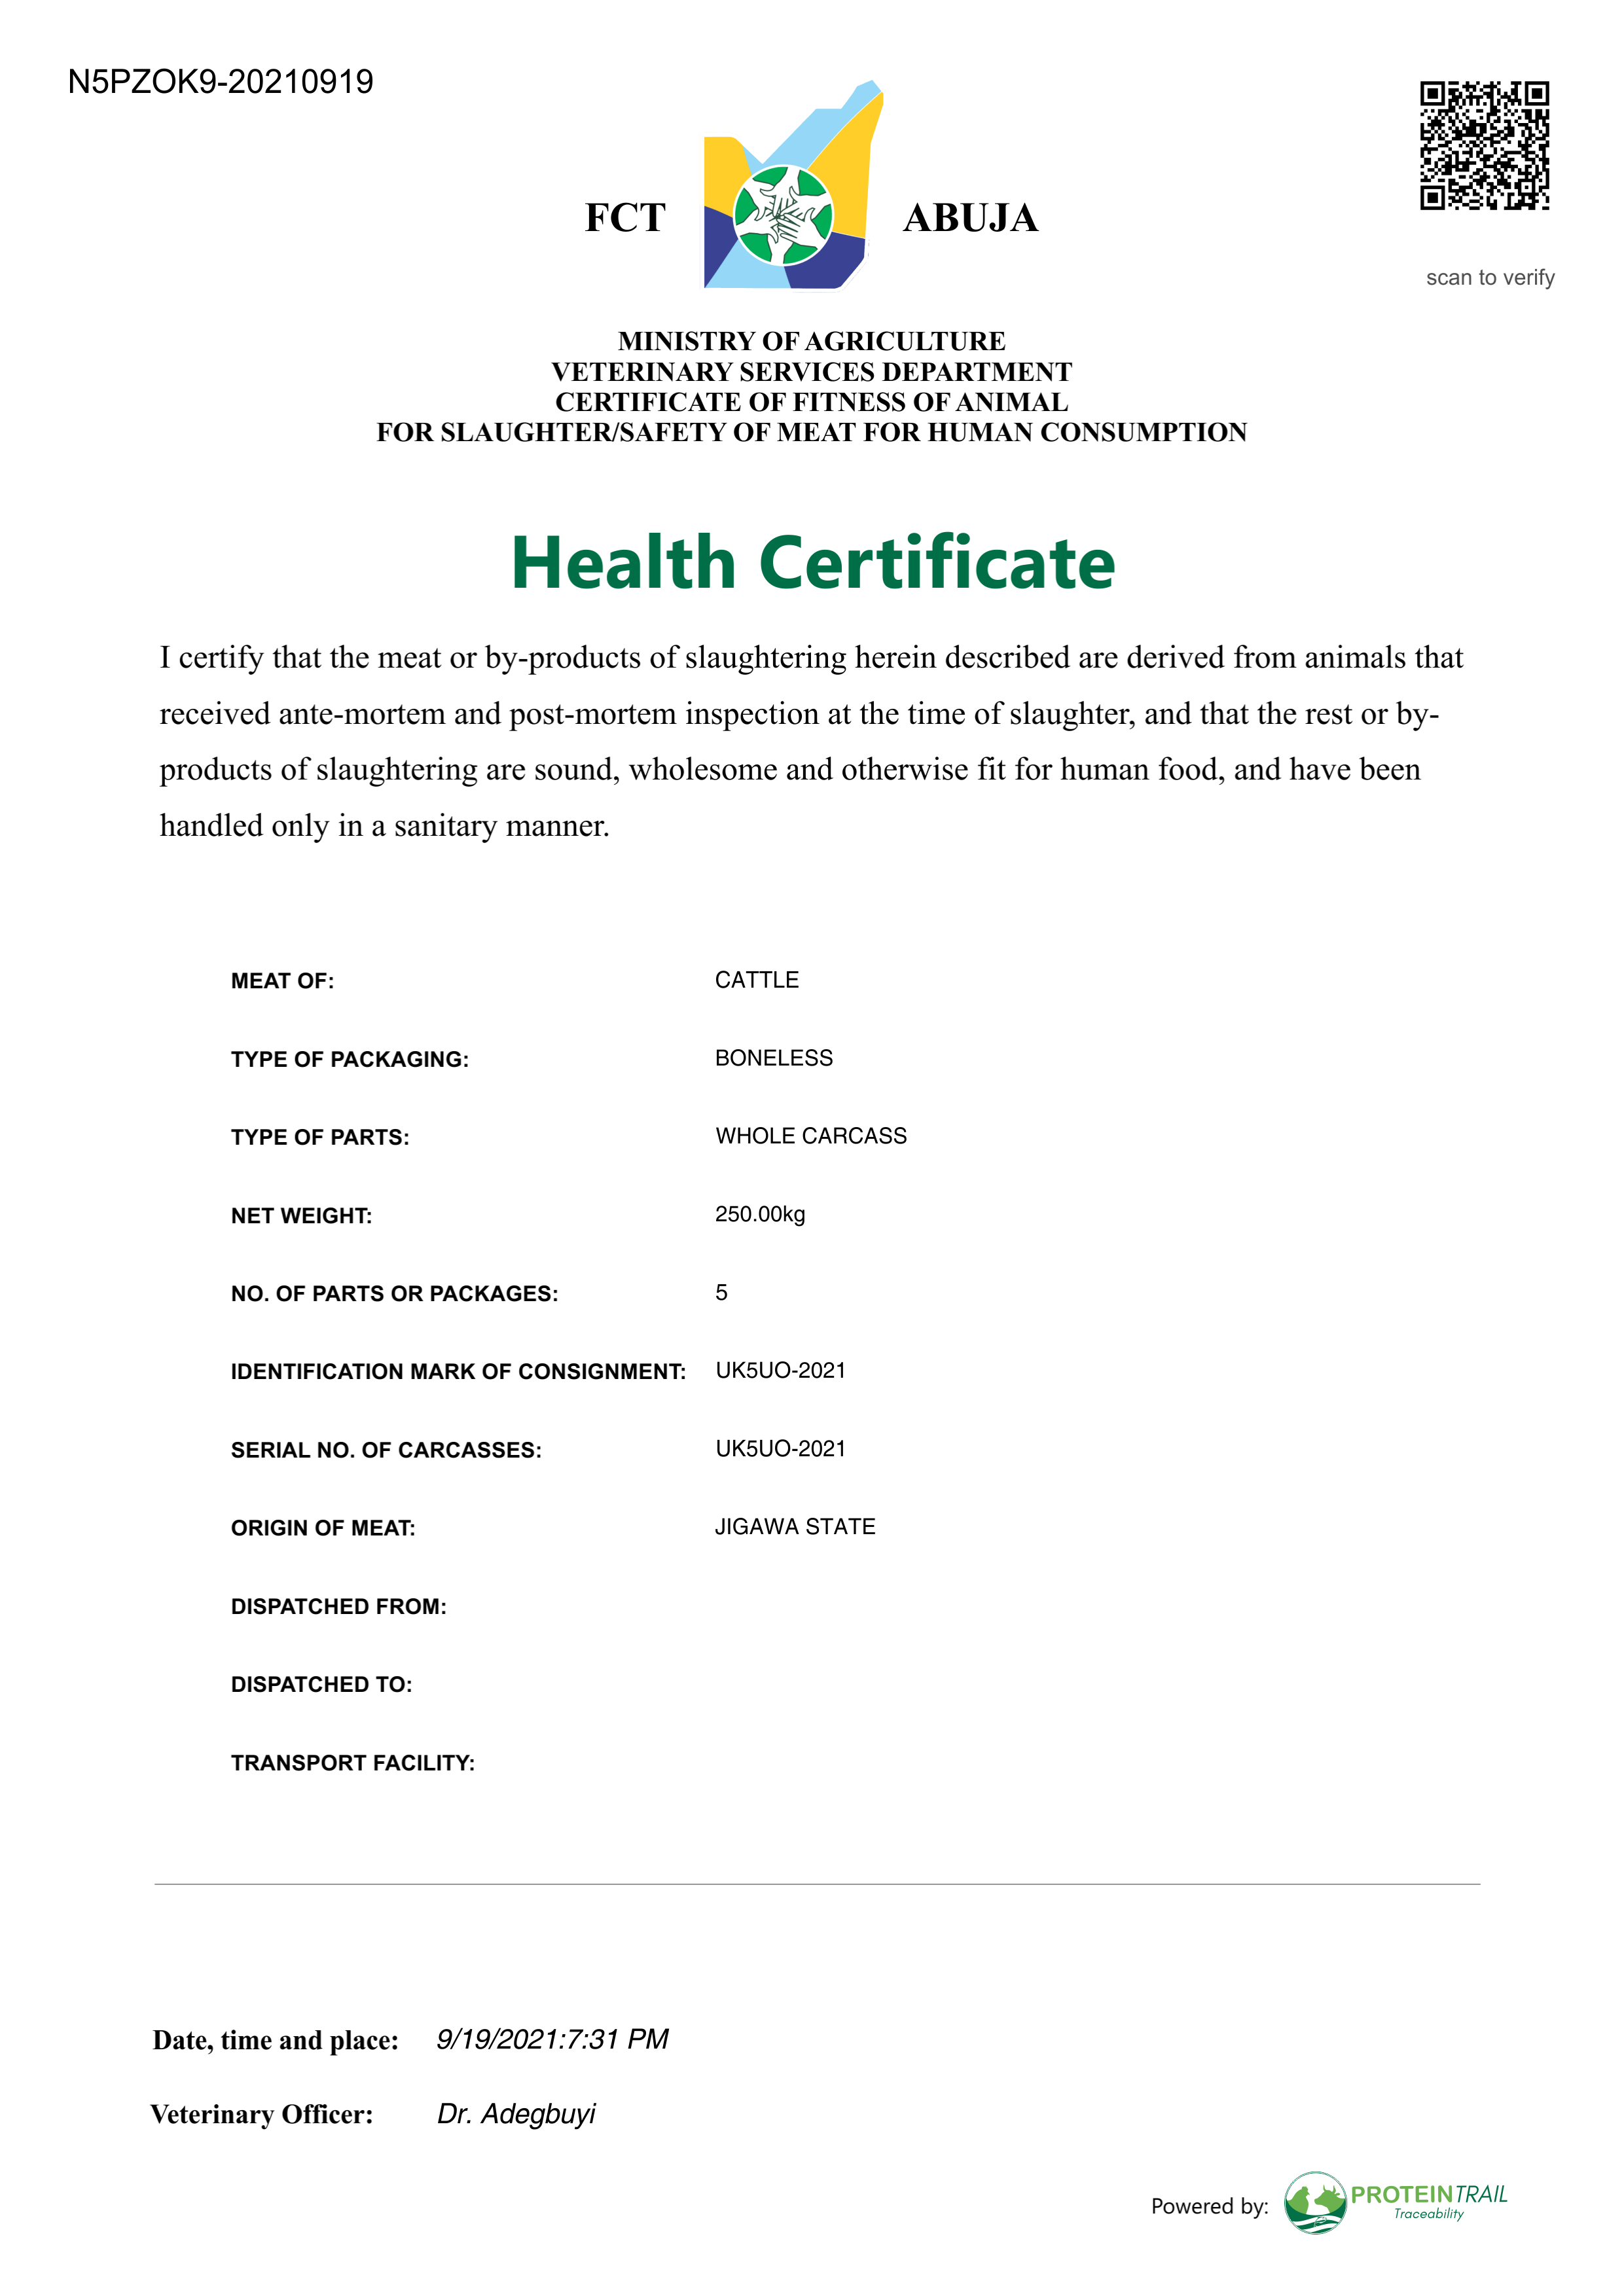 N5PZOK9-20210919
FCT ABUJA
scan to verify
MINISTRY OF AGRICULTURE
VETERINARY SERVICES DEPARTMENT
CERTIFICATE OF FITNESS OF ANIMAL
FOR SLAUGHTER/SAFETY OF MEAT FOR HUMAN CONSUMPTION
Health Certificate
I certify that the meat or by-products of slaughtering herein described are derived from animals that
received ante-mortem and post-mortem inspection at the time of slaughter, and that the rest or by-
products of slaughtering are sound, wholesome and otherwise fit for human food, and have been
handled only in a sanitary manner.
MEAT OF: CATTLE
TYPE OF PACKAGING: BONELESS
TYPE OF PARTS: WHOLE CARCASS
NET WEIGHT: 250.00kg
NO. OF PARTS OR PACKAGES: 5
IDENTIFICATION MARK OF CONSIGNMENT: UK5UO-2021
SERIAL NO. OF CARCASSES: UK5UO-2021
ORIGIN OF MEAT: JIGAWA STATE
DISPATCHED FROM:
DISPATCHED TO:
TRANSPORT FACILITY:
Date, time and place: 9/19/2021:7:31 PM
Veterinary Officer: Dr. Adegbuyi
Powered by: PROTEINTRAIL
Traceability